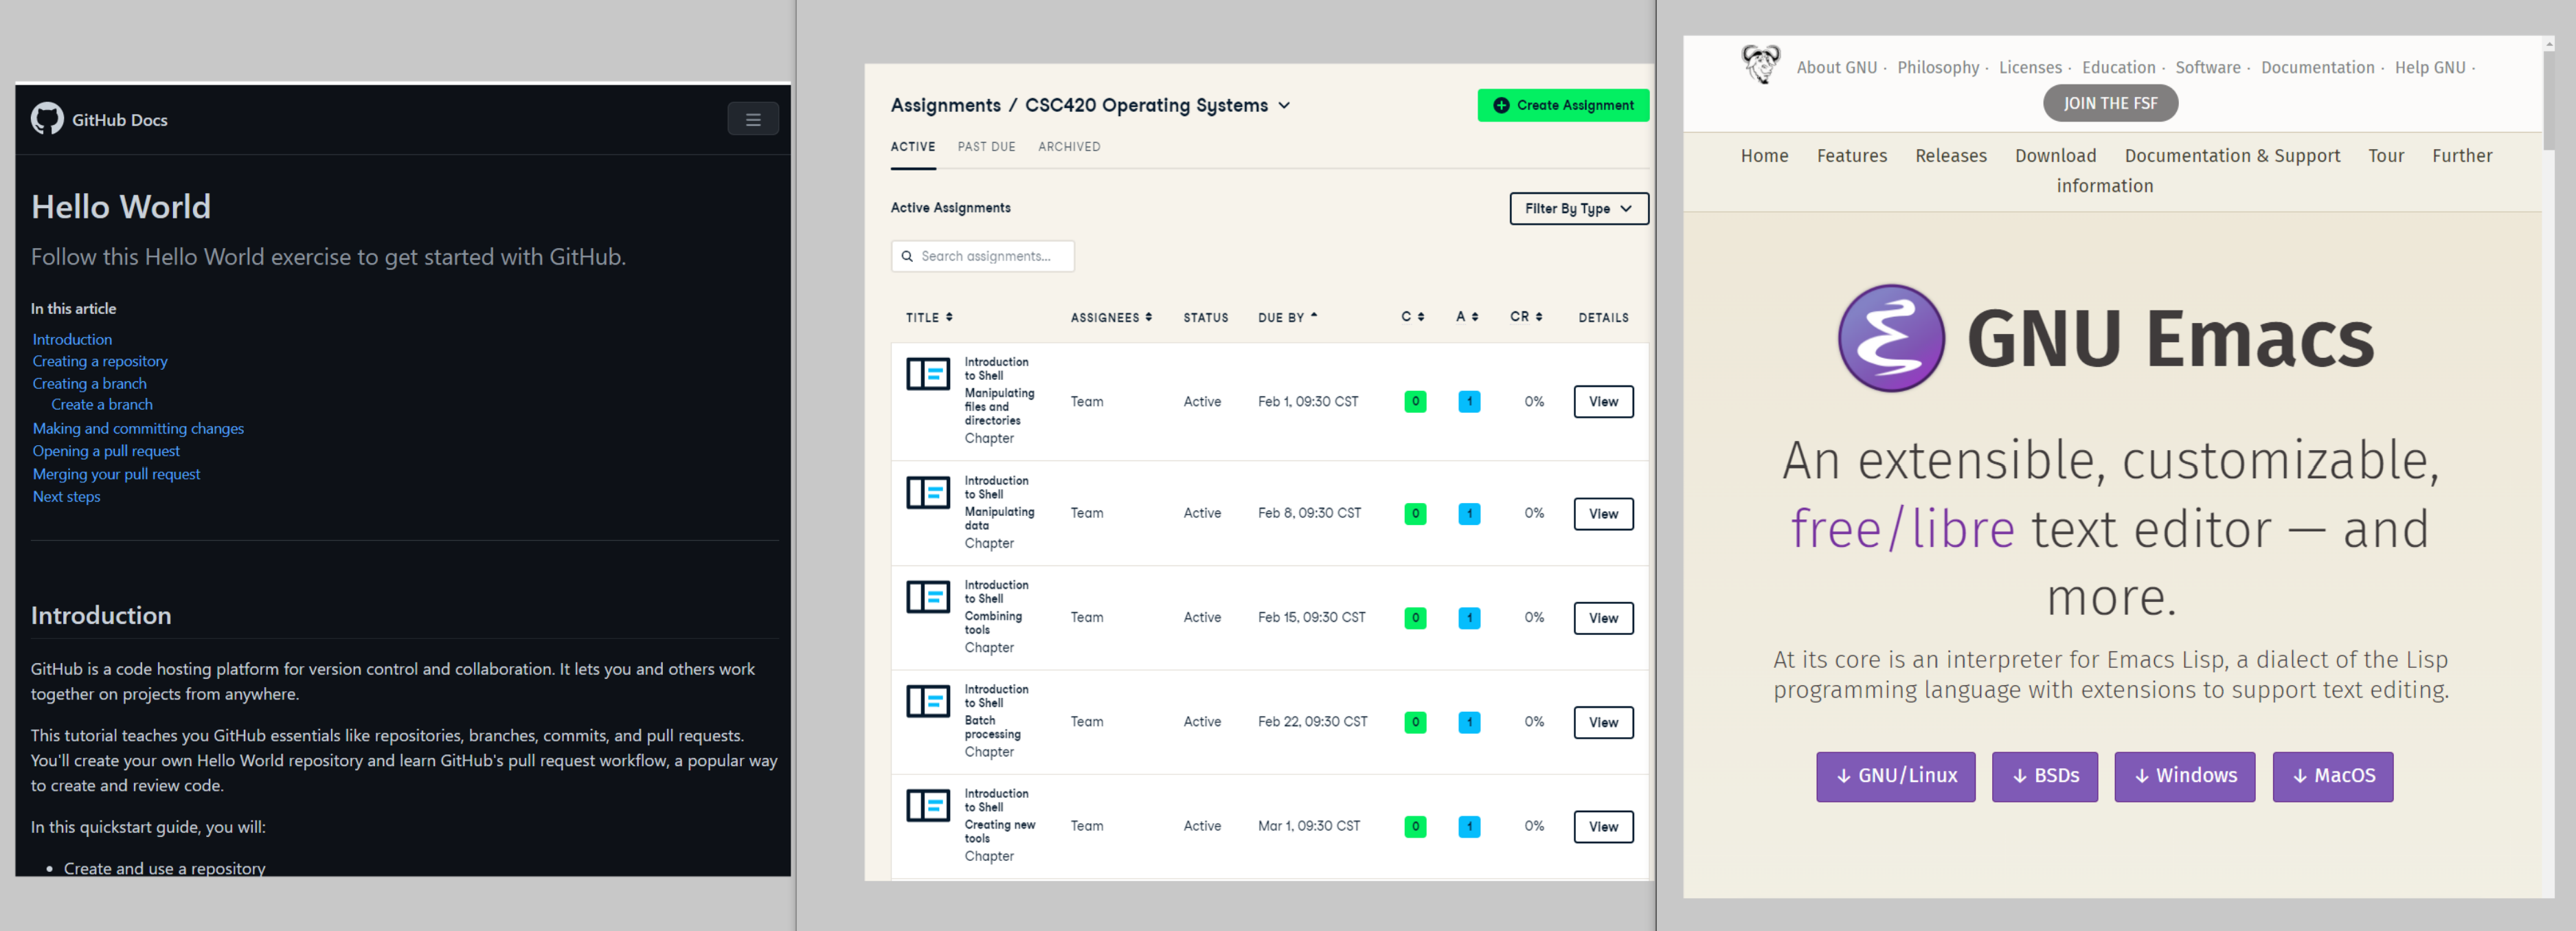 GitHub Docs
Hello World
Follow this Hello World exercise to get started with GitHub.
In this article
Introduction
Creating a repository
Creating a branch
Create a branch
Making and committing changes
Opening a pull request
Merging your pull request
Next steps
Introduction
GitHub is a code hosting platform for version control and collaboration. It lets you and others work
together on projects from anywhere.
This tutorial teaches you GitHub essentials like repositories, branches, commits, and pull requests.
You'll create your own Hello World repository and learn GitHub's pull request workflow, a popular way
to create and review code.
In this quickstart guide, you will:
• Create and use a repository
Assignments / CSC420 Operating Systems
Create Assignment
ACTIVE PAST DUE ARCHIVED
Active Assignments
Filter By Type
Search assignments...
TITLE ASSIGNEES STATUS DUE BY C A CR DETAILS
Introduction
to Shell
Manipulating
files and
directories
Chapter
Team Active Feb 1, 09:30 CST 0 1 0% View
Introduction
to Shell
Manipulating
data
Chapter
Team Active Feb 8, 09:30 CST 0 1 0% View
Introduction
to Shell
Combining
tools
Chapter
Team Active Feb 15, 09:30 CST 0 1 0% View
Introduction
to Shell
Batch
processing
Chapter
Team Active Feb 22, 09:30 CST 0 1 0% View
Introduction
to Shell
Creating new
tools
Chapter
Team Active Mar 1, 09:30 CST 0 1 0% View
About GNU · Philosophy · Licenses · Education · Software · Documentation · Help GNU ·
JOIN THE FSF
Home Features Releases Download Documentation & Support Tour Further
information
GNU Emacs
An extensible, customizable,
free/libre text editor — and
more.
At its core is an interpreter for Emacs Lisp, a dialect of the Lisp
programming language with extensions to support text editing.
↓ GNU/Linux ↓ BSDs ↓ Windows ↓ MacOS